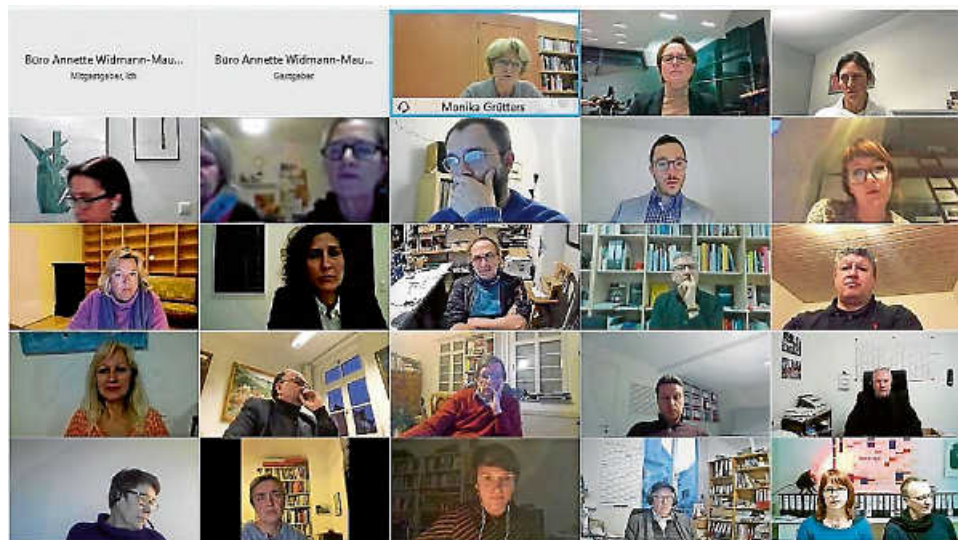 Büro Annette Widmann-Mau...
Mitgastgeber, Ich
Büro Annette Widmann-Mau...
Gastgeber
Monika Grütters